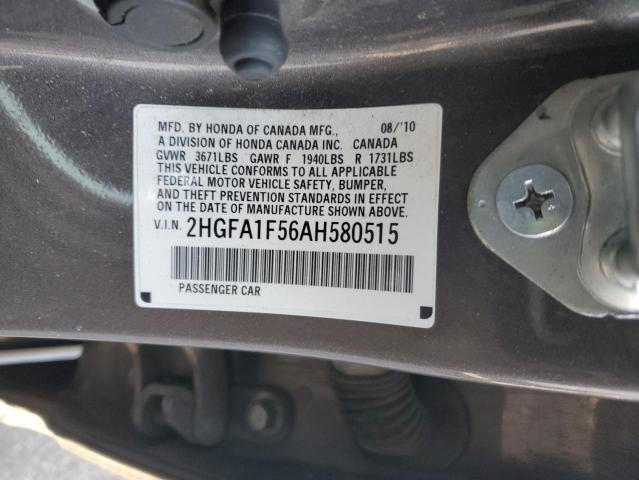 MFD. BY HONDA OF CANADA MFG., 08/'10
A DIVISION OF HONDA CANADA INC. CANADA
GVWR 3671LBS GAWR F 1940LBS R 1731LBS
THIS VEHICLE CONFORMS TO ALL APPLICABLE
FEDERAL MOTOR VEHICLE SAFETY, BUMPER,
AND THEFT PREVENTION STANDARDS IN EFFECT
ON THE DATE OF MANUFACTURE SHOWN ABOVE.
V.I.N. 2HGFA1F56AH580515
PASSENGER CAR